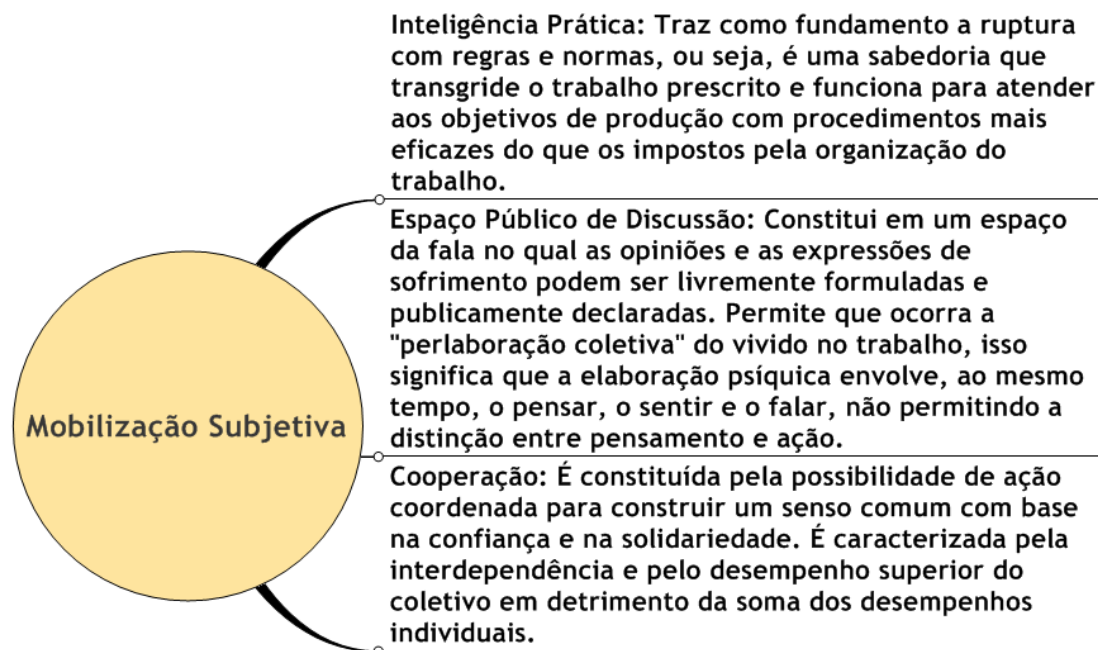 Inteligência Prática: Traz como fundamento a ruptura
com regras e normas, ou seja, é uma sabedoria que
transgride o trabalho prescrito e funciona para atender
aos objetivos de produção com procedimentos mais
eficazes do que os impostos pela organização do
trabalho.
Espaço Público de Discussão: Constitui em um espaço
da fala no qual as opiniões e as expressões de
sofrimento podem ser livremente formuladas e
publicamente declaradas. Permite que ocorra a
"perlaboração coletiva" do vivido no trabalho, isso
significa que a elaboração psíquica envolve, ao mesmo
tempo, o pensar, o sentir e o falar, não permitindo a
distinção entre pensamento e ação.
Mobilização Subjetiva
Cooperação: É constituída pela possibilidade de ação
coordenada para construir um senso comum com base
na confiança e na solidariedade. É caracterizada pela
interdependência e pelo desempenho superior do
coletivo em detrimento da soma dos desempenhos
individuais.